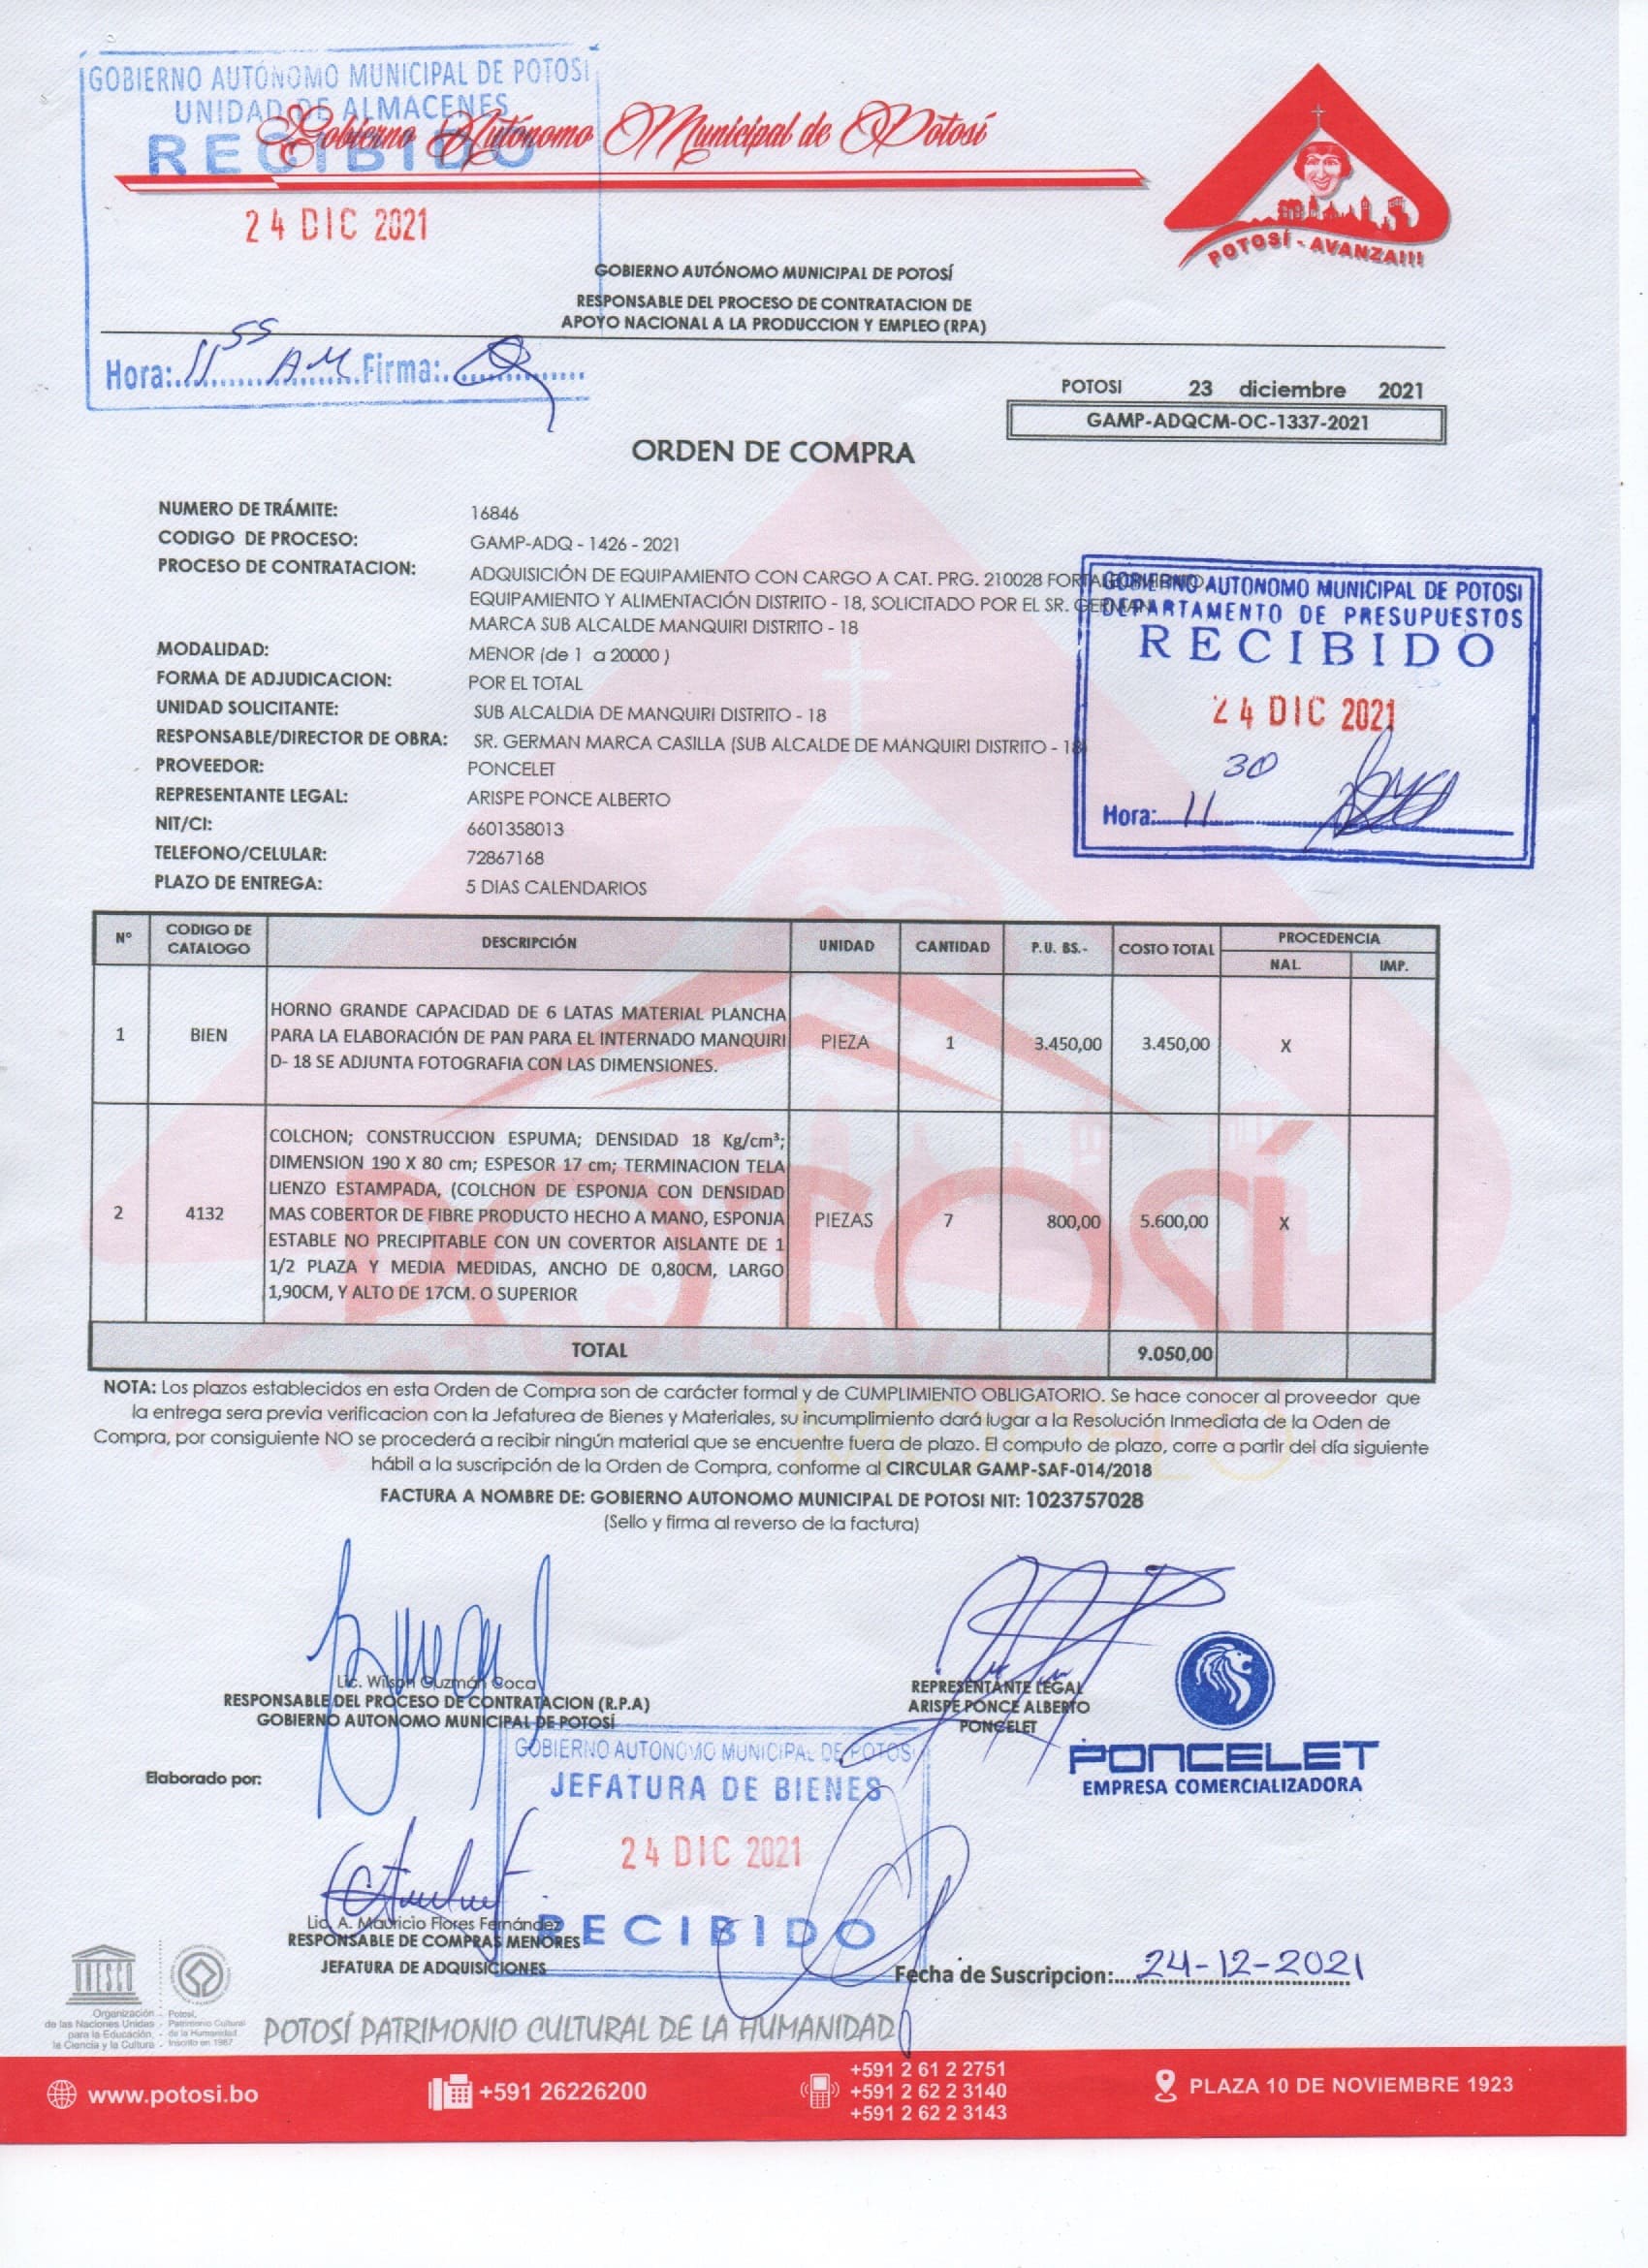 GOBIERNO AUTÓNOMO MUNICIPAL DE POTOSI
UNIDAD DE ALMACENES
RECIBIDO
Gobierno Autónomo Municipal de Potosí
24 DIC 2021
POTOSÍ - AVANZA!!!
GOBIERNO AUTÓNOMO MUNICIPAL DE POTOSÍ
RESPONSABLE DEL PROCESO DE CONTRATACION DE
APOYO NACIONAL A LA PRODUCCION Y EMPLEO (RPA)
Hora: 11 55 AM Firma:
POTOSI 23 diciembre 2021
GAMP-ADQCM-OC-1337-2021
ORDEN DE COMPRA
NUMERO DE TRÁMITE: 16846
CODIGO DE PROCESO: GAMP-ADQ - 1426 - 2021
PROCESO DE CONTRATACION: ADQUISICIÓN DE EQUIPAMIENTO CON CARGO A CAT. PRG. 210028 FORTALECIMIENTO
EQUIPAMIENTO Y ALIMENTACIÓN DISTRITO - 18, SOLICITADO POR EL SR. GERMAN
MARCA SUB ALCALDE MANQUIRI DISTRITO - 18
MODALIDAD: MENOR (de 1 a 20000 )
FORMA DE ADJUDICACION: POR EL TOTAL
UNIDAD SOLICITANTE: SUB ALCALDIA DE MANQUIRI DISTRITO - 18
RESPONSABLE/DIRECTOR DE OBRA: SR. GERMAN MARCA CASILLA (SUB ALCALDE DE MANQUIRI DISTRITO - 18)
PROVEEDOR: PONCELET
REPRESENTANTE LEGAL: ARISPE PONCE ALBERTO
NIT/CI: 6601358013
TELEFONO/CELULAR: 72867168
PLAZO DE ENTREGA: 5 DIAS CALENDARIOS
GOBIERNO AUTONOMO MUNICIPAL DE POTOSI
DEPARTAMENTO DE PRESUPUESTOS
RECIBIDO
24 DIC 2021
30
Hora: 11
N° CODIGO DE CATALOGO DESCRIPCIÓN UNIDAD CANTIDAD P.U. BS.- COSTO TOTAL PROCEDENCIA
NAL. IMP.
HORNO GRANDE CAPACIDAD DE 6 LATAS MATERIAL PLANCHA
1 BIEN PARA LA ELABORACIÓN DE PAN PARA EL INTERNADO MANQUIRI PIEZA 1 3.450,00 3.450,00 X
D- 18 SE ADJUNTA FOTOGRAFIA CON LAS DIMENSIONES.
COLCHON; CONSTRUCCION ESPUMA; DENSIDAD 18 Kg/cm³;
DIMENSION 190 X 80 cm; ESPESOR 17 cm; TERMINACION TELA
LIENZO ESTAMPADA, (COLCHON DE ESPONJA CON DENSIDAD
2 4132 MAS COBERTOR DE FIBRE PRODUCTO HECHO A MANO, ESPONJA PIEZAS 7 800,00 5.600,00 X
ESTABLE NO PRECIPITABLE CON UN COVERTOR AISLANTE DE 1
1/2 PLAZA Y MEDIA MEDIDAS, ANCHO DE 0,80CM, LARGO
1,90CM, Y ALTO DE 17CM. O SUPERIOR
TOTAL 9.050,00
NOTA: Los plazos establecidos en esta Orden de Compra son de carácter formal y de CUMPLIMIENTO OBLIGATORIO. Se hace conocer al proveedor que
la entrega sera previa verificacion con la Jefaturea de Bienes y Materiales, su incumplimiento dará lugar a la Resolución Inmediata de la Oden de
Compra, por consiguiente NO se procederá a recibir ningún material que se encuentre fuera de plazo. El computo de plazo, corre a partir del día siguiente
hábil a la suscripción de la Orden de Compra, conforme al CIRCULAR GAMP-SAF-014/2018
FACTURA A NOMBRE DE: GOBIERNO AUTONOMO MUNICIPAL DE POTOSI NIT: 1023757028
(Sello y firma al reverso de la factura)
Lic. Wilson Guzmán Coca
RESPONSABLE DEL PROCESO DE CONTRATACION (R.P.A)
GOBIERNO AUTONOMO MUNICIPAL DE POTOSÍ
REPRESENTANTE LEGAL
ARISPE PONCE ALBERTO
PONCELET
PONCELET
EMPRESA COMERCIALIZADORA
Elaborado por:
GOBIERNO AUTONOMO MUNICIPAL DE POTOSI
JEFATURA DE BIENES
24 DIC 2021
RECIBIDO
Lic. A. Mauricio Flores Fernández
RESPONSABLE DE COMPRAS MENORES
JEFATURA DE ADQUISICIONES
Fecha de Suscripcion: 24-12-2021
UNESCO
Organización
de las Naciones Unidas
para la Educación,
la Ciencia y la Cultura
Potosí,
Patrimonio Cultural
de la Humanidad
Inscrito en 1987
POTOSÍ PATRIMONIO CULTURAL DE LA HUMANIDAD
www.potosi.bo
+591 26226200
+591 2 61 2 2751
+591 2 62 2 3140
+591 2 62 2 3143
PLAZA 10 DE NOVIEMBRE 1923